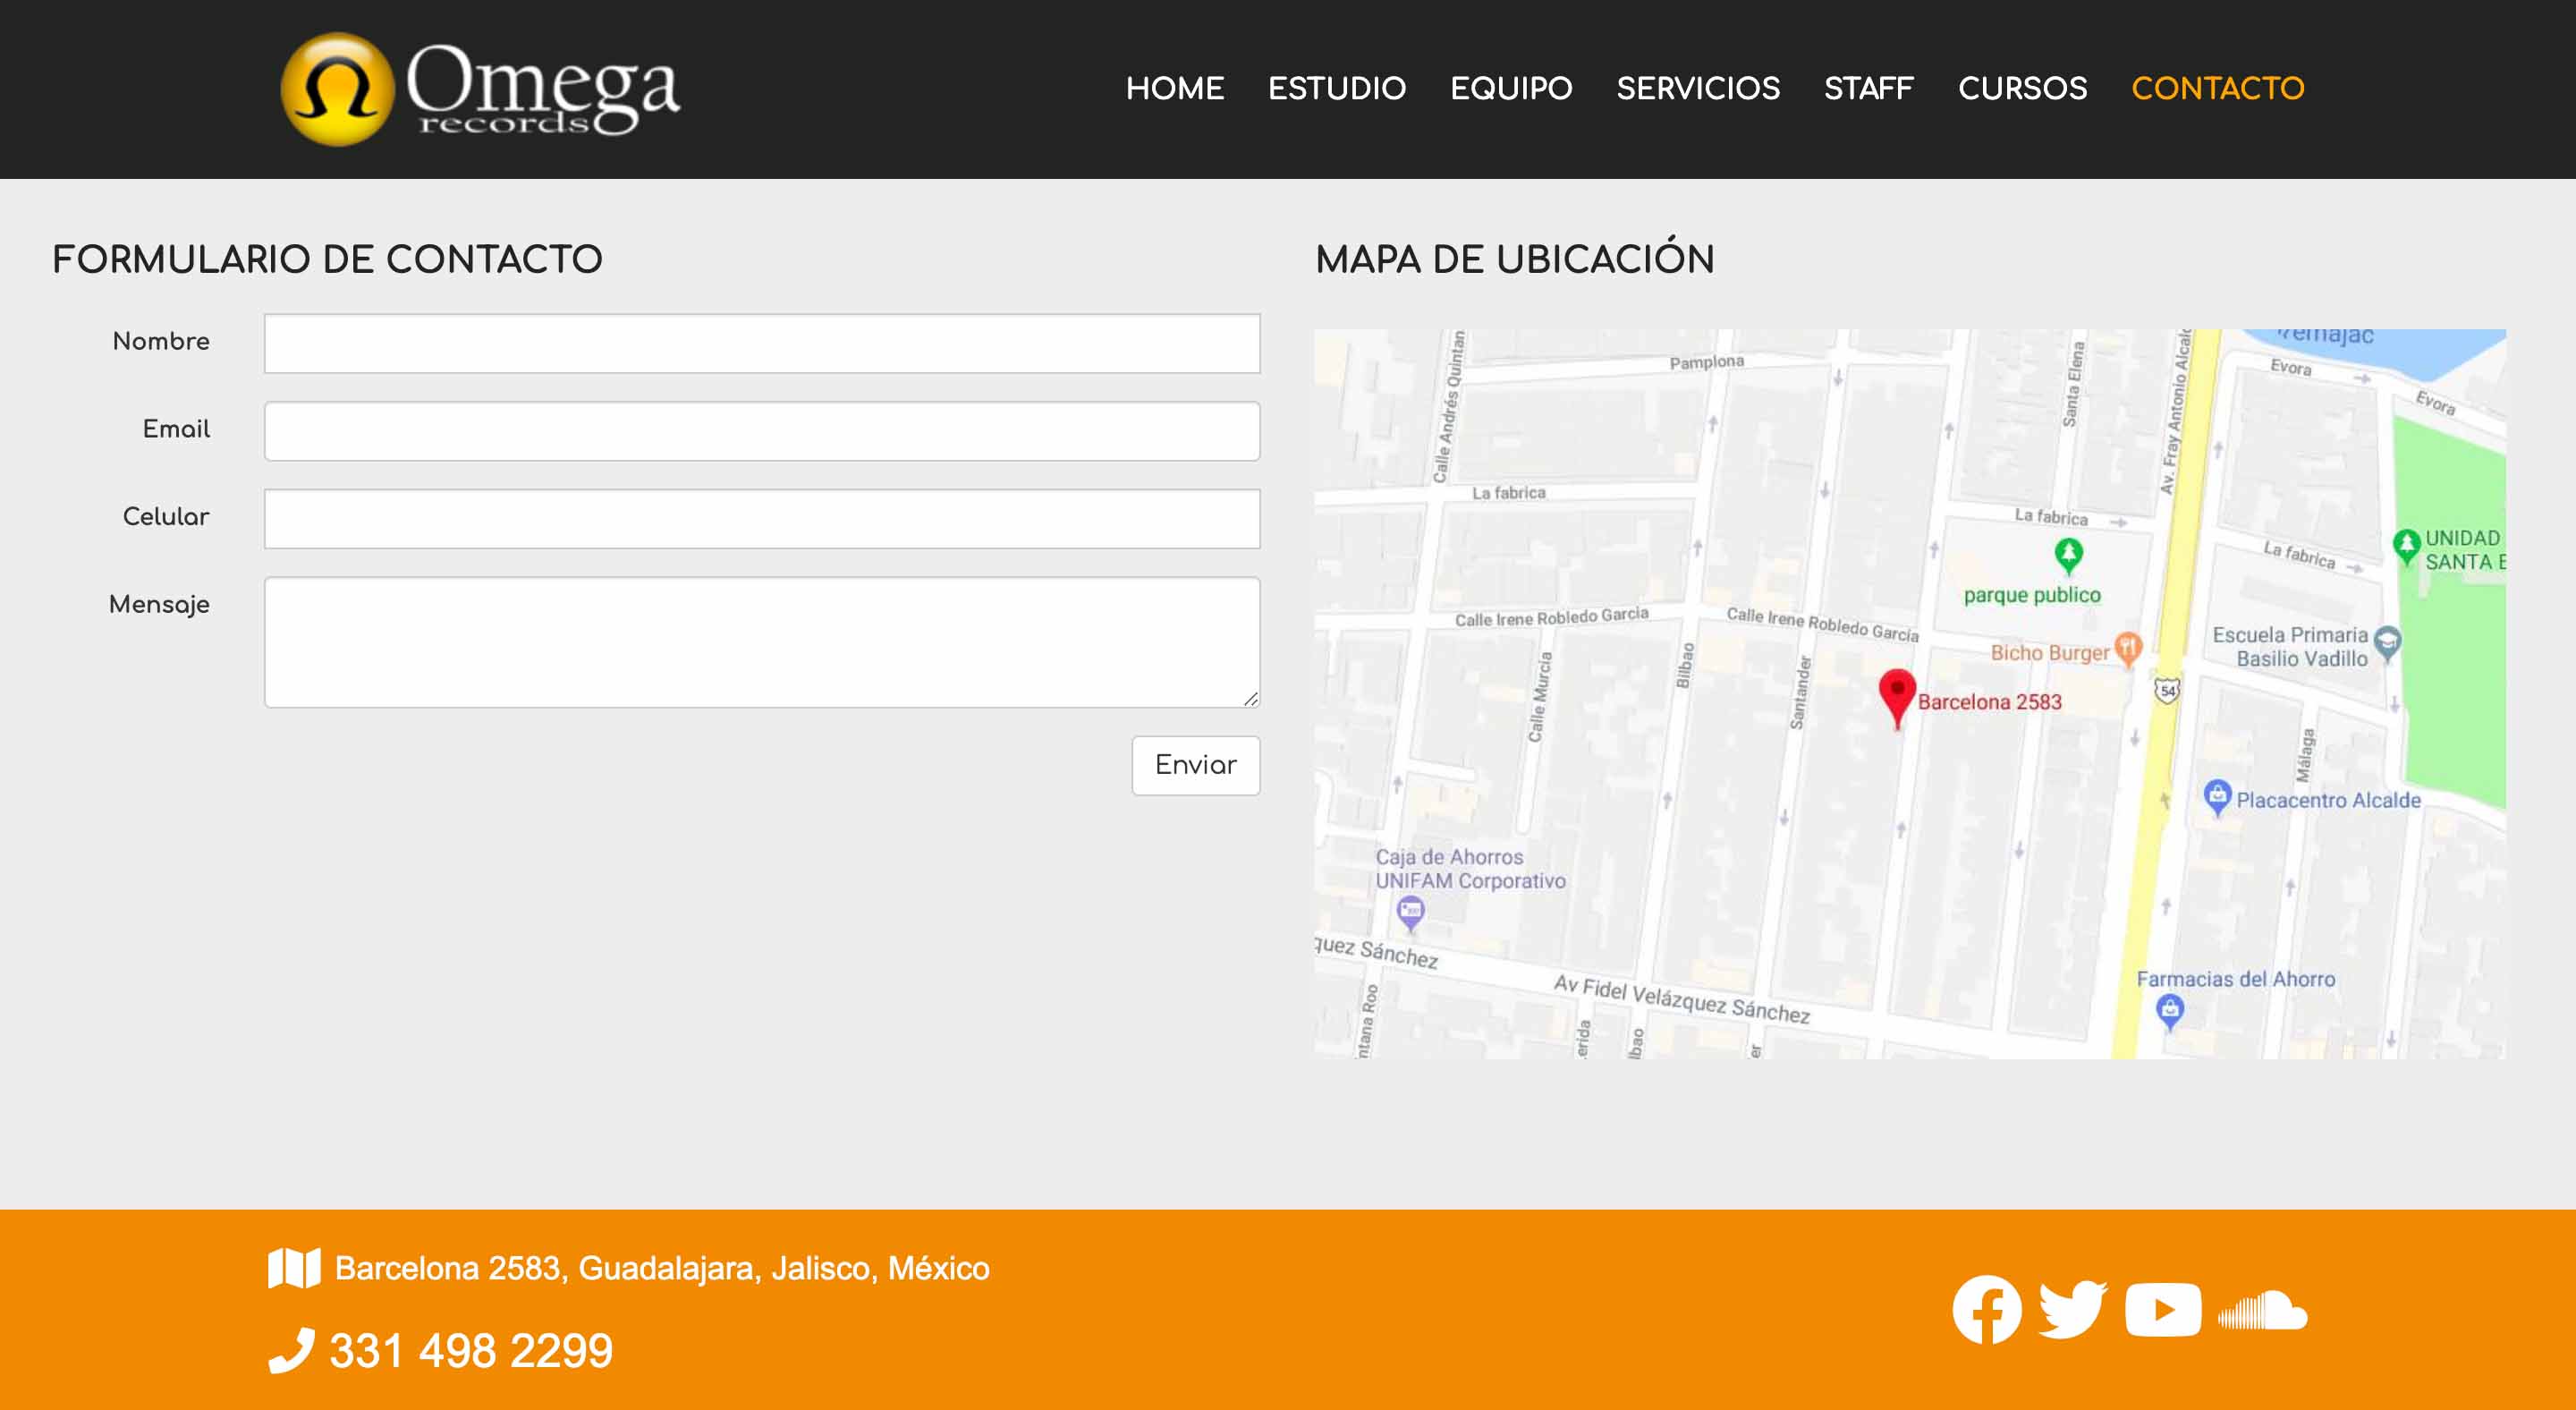 Omega
records
HOME ESTUDIO EQUIPO SERVICIOS STAFF CURSOS CONTACTO
FORMULARIO DE CONTACTO
Nombre
Email
Celular
Mensaje
Enviar
MAPA DE UBICACIÓN
Pamplona
Calle Andrés Quintan
Santa Elena
Av. Fray Antonio Alcald
Evora
Evora
La fabrica
La fabrica
La fabrica
UNIDAD
SANTA E
parque publico
Calle Irene Robledo Garcia
Calle Irene Robledo Garcia
Bicho Burger
Escuela Primaria
Basilio Vadillo
Calle Murcia
Bilbao
Santander
Barcelona 2583
54
Málaga
Placacentro Alcalde
Caja de Ahorros
UNIFAM Corporativo
quez Sánchez
Av Fidel Velázquez Sánchez
Farmacias del Ahorro
ntana Roo
erida
lbao
er
Barcelona 2583, Guadalajara, Jalisco, México
331 498 2299